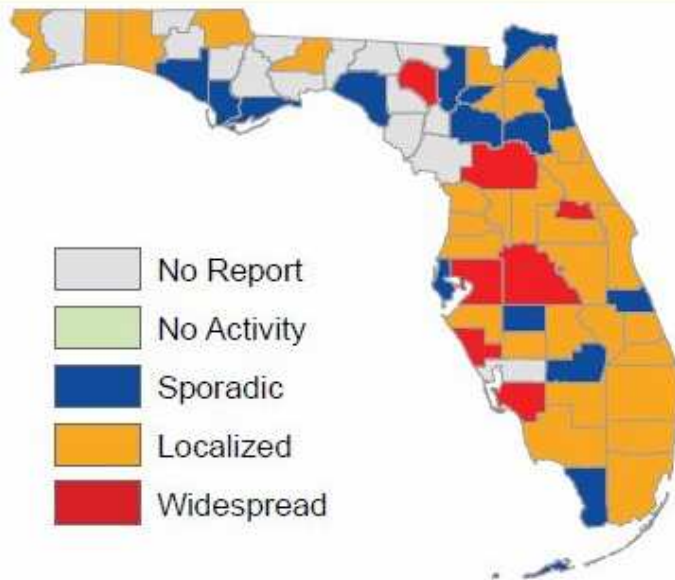 No Report
No Activity
Sporadic
Localized
Widespread